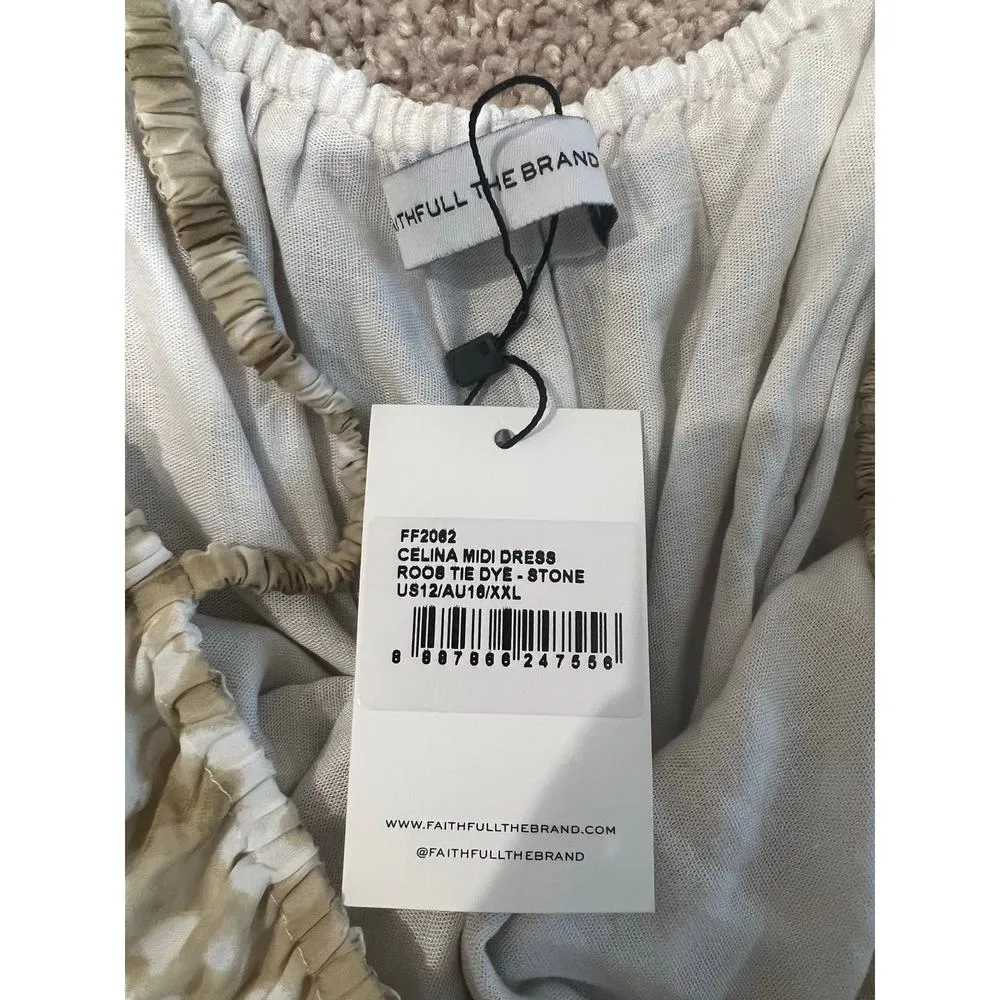 AITHFULL THE BRAND
FF2062
CELINA MIDI DRESS
ROOS TIE DYE - STONE
US12/AU16/XXL
8 887866 247556
WWW.FAITHFULLTHEBRAND.COM
@FAITHFULLTHEBRAND